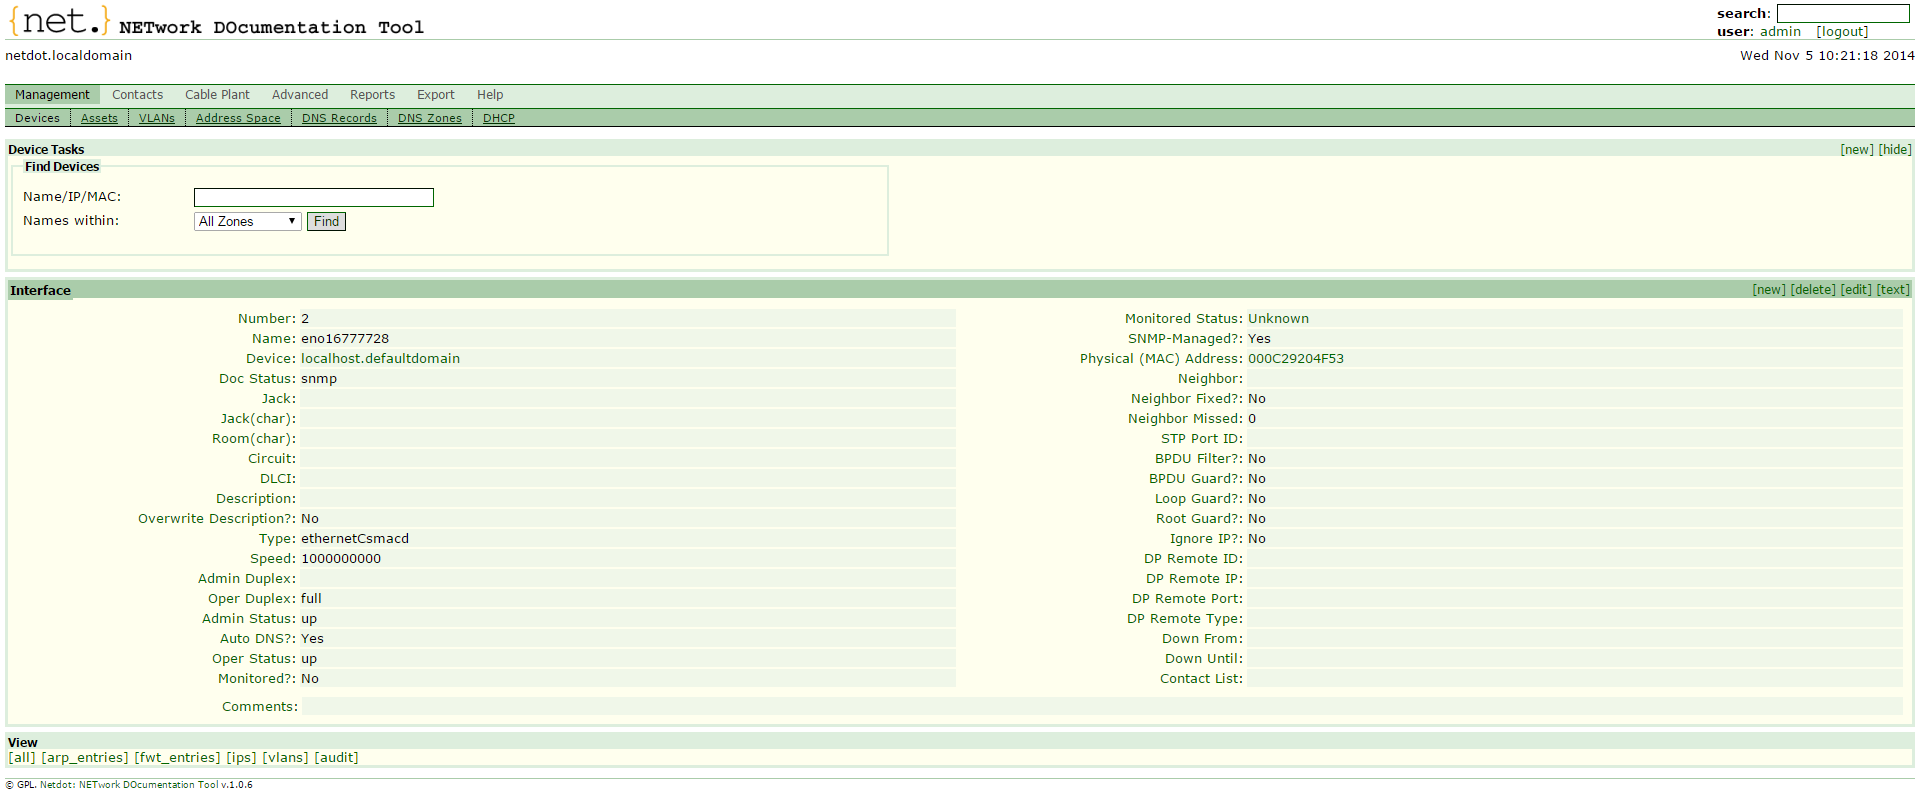 {net.} NETwork DOcumentation Tool
search:
user: admin [logout]
netdot.localdomain
Wed Nov 5 10:21:18 2014
Management Contacts Cable Plant Advanced Reports Export Help
Devices Assets VLANs Address Space DNS Records DNS Zones DHCP
Device Tasks [new] [hide]
Find Devices
Name/IP/MAC:
Names within: All Zones Find
Interface [new] [delete] [edit] [text]
Number: 2
Name: eno16777728
Device: localhost.defaultdomain
Doc Status: snmp
Jack:
Jack(char):
Room(char):
Circuit:
DLCI:
Description:
Overwrite Description?: No
Type: ethernetCsmacd
Speed: 1000000000
Admin Duplex:
Oper Duplex: full
Admin Status: up
Auto DNS?: Yes
Oper Status: up
Monitored?: No
Monitored Status: Unknown
SNMP-Managed?: Yes
Physical (MAC) Address: 000C29204F53
Neighbor:
Neighbor Fixed?: No
Neighbor Missed: 0
STP Port ID:
BPDU Filter?: No
BPDU Guard?: No
Loop Guard?: No
Root Guard?: No
Ignore IP?: No
DP Remote ID:
DP Remote IP:
DP Remote Port:
DP Remote Type:
Down From:
Down Until:
Contact List:
Comments:
View
[all] [arp_entries] [fwt_entries] [ips] [vlans] [audit]
© GPL. Netdot: NETwork DOcumentation Tool v.1.0.6